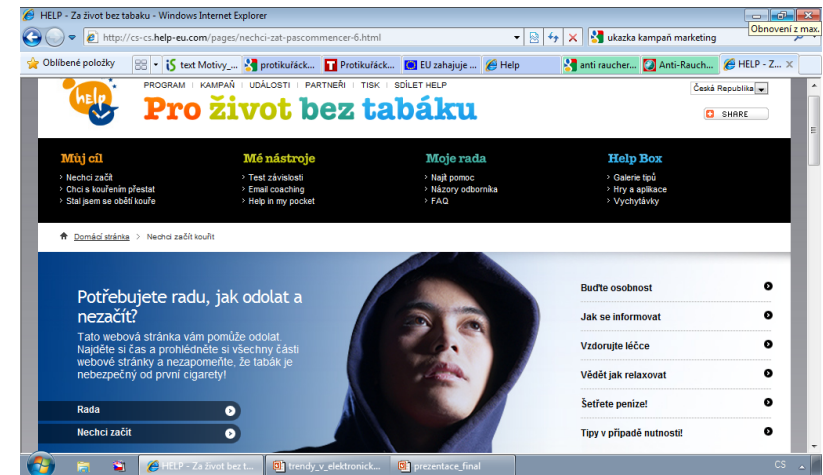 HELP - Za život bez tabaku - Windows Internet Explorer
Obnovení z max.
http://cs-cs.help-eu.com/pages/nechci-zat-pascommencer-6.html
ukazka kampaň marketing
Oblíbené položky
text Motivy_...
protikuřáck...
Protikuřáck...
EU zahajuje ...
Help
anti raucher...
Anti-Rauch...
HELP - Z...
help
PROGRAM | KAMPAŇ | UDÁLOSTI | PARTNEŘI | TISK | SDÍLET HELP
Česká Republika
Pro život bez tabáku
SHARE
Můj cíl
> Nechci začít
> Chci s kouřením přestat
> Stal jsem se obětí kouře
Mé nástroje
> Test závislosti
> Email coaching
> Help in my pocket
Moje rada
> Najít pomoc
> Názory odborníka
> FAQ
Help Box
> Galerie tipů
> Hry a aplikace
> Vychytávky
Domácí stránka > Nechci začít kouřit
Potřebujete radu, jak odolat a
nezačít?
Tato webová stránka vám pomůže odolat.
Najděte si čas a prohlédněte si všechny části
webové stránky a nezapomeňte, že tabák je
nebezpečný od první cigarety!
Rada
Nechci začít
Buďte osobnost
Jak se informovat
Vzdorujte léčce
Vědět jak relaxovat
Šetřete penize!
Tipy v případě nutnosti!
HELP - Za život bez t...
trendy_v_elektronick...
prezentace_final
CS